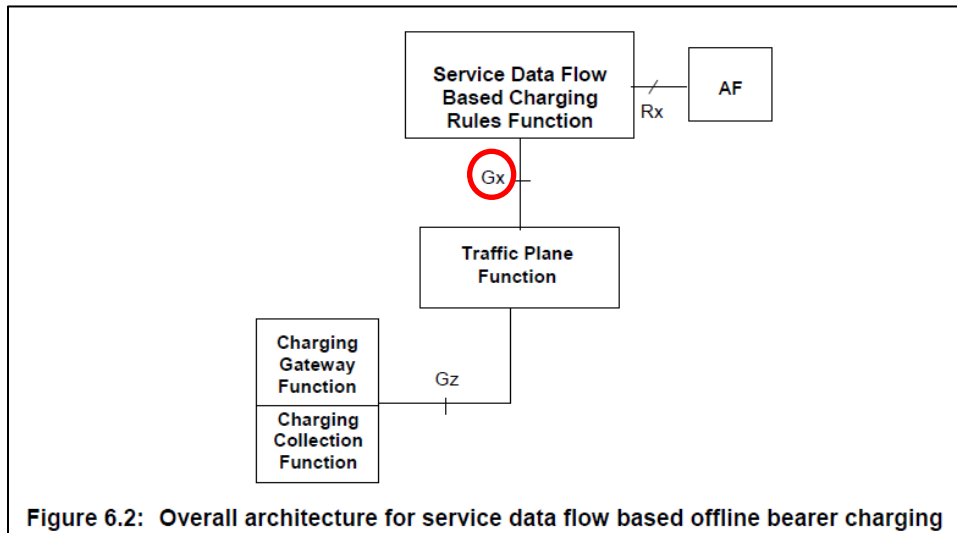 Service Data Flow
Based Charging
Rules Function
AF
Rx
Gx
Traffic Plane
Function
Charging
Gateway
Function
Gz
Charging
Collection
Function
Figure 6.2: Overall architecture for service data flow based offline bearer charging